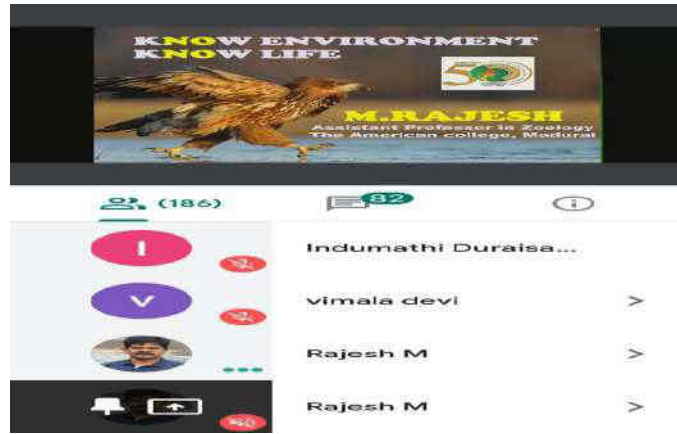 KNOW ENVIRONMENT
KNOW LIFE
50
M.RAJESH
Assistant Professor in Zoology
The American college, Madurai
(186)
82
I
Indumathi Duraisa...
V
vimala devi
Rajesh M
Rajesh M